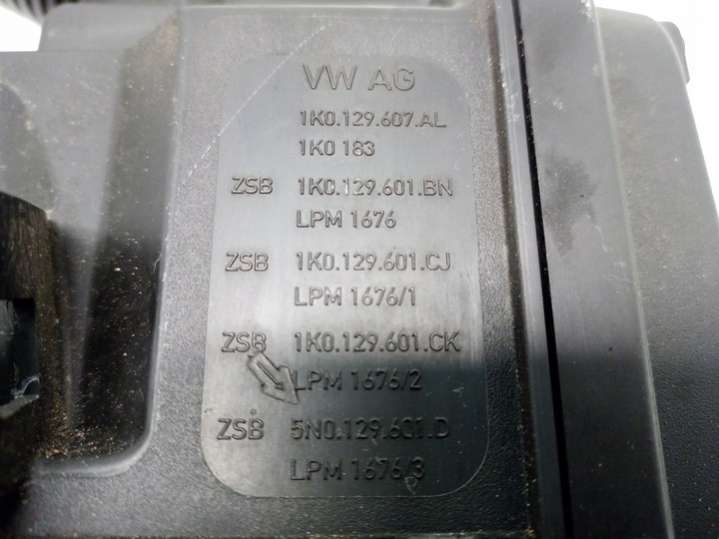 VW AG
1K0.129.607.AL
1K0 183
ZSB 1K0.129.601.BN
LPM 1676
ZSB 1K0.129.601.CJ
LPM 1676/1
ZSB 1K0.129.601.CK
LPM 1676/2
ZSB 5N0.129.601.D
LPM 1676/3